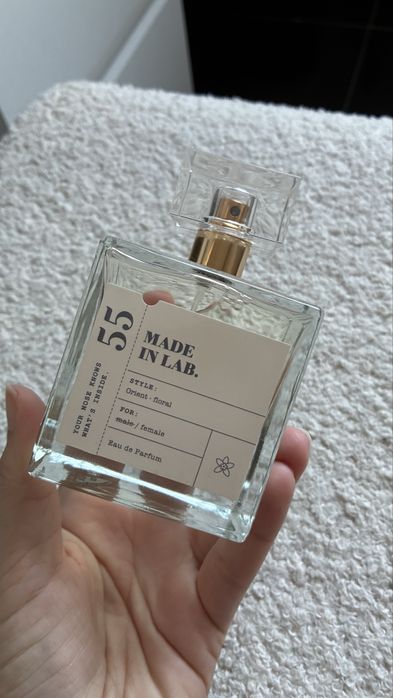 55
YOUR NOSE KNOWS
WHAT'S INSIDE.
MADE
IN LAB.
STYLE:
Orient - floral
FOR:
male / female
Eau de Parfum